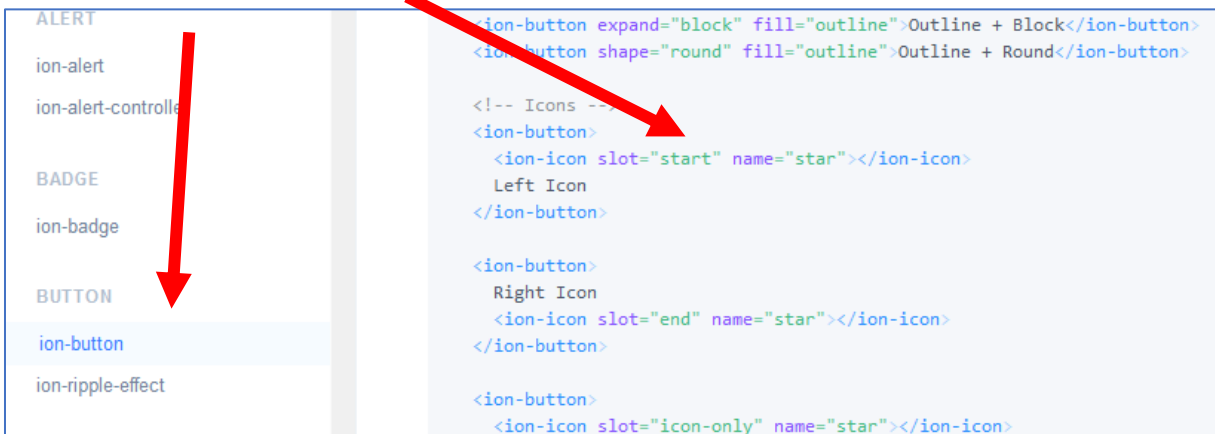 ALERT
ion-alert
ion-alert-controlle
BADGE
ion-badge
BUTTON
ion-button
ion-ripple-effect
<ion-button expand="block" fill="outline">Outline + Block</ion-button>
<ion-button shape="round" fill="outline">Outline + Round</ion-button>
<!-- Icons -->
<ion-button>
<ion-icon slot="start" name="star"></ion-icon>
Left Icon
</ion-button>
<ion-button>
Right Icon
<ion-icon slot="end" name="star"></ion-icon>
</ion-button>
<ion-button>
<ion-icon slot="icon-only" name="star"></ion-icon>